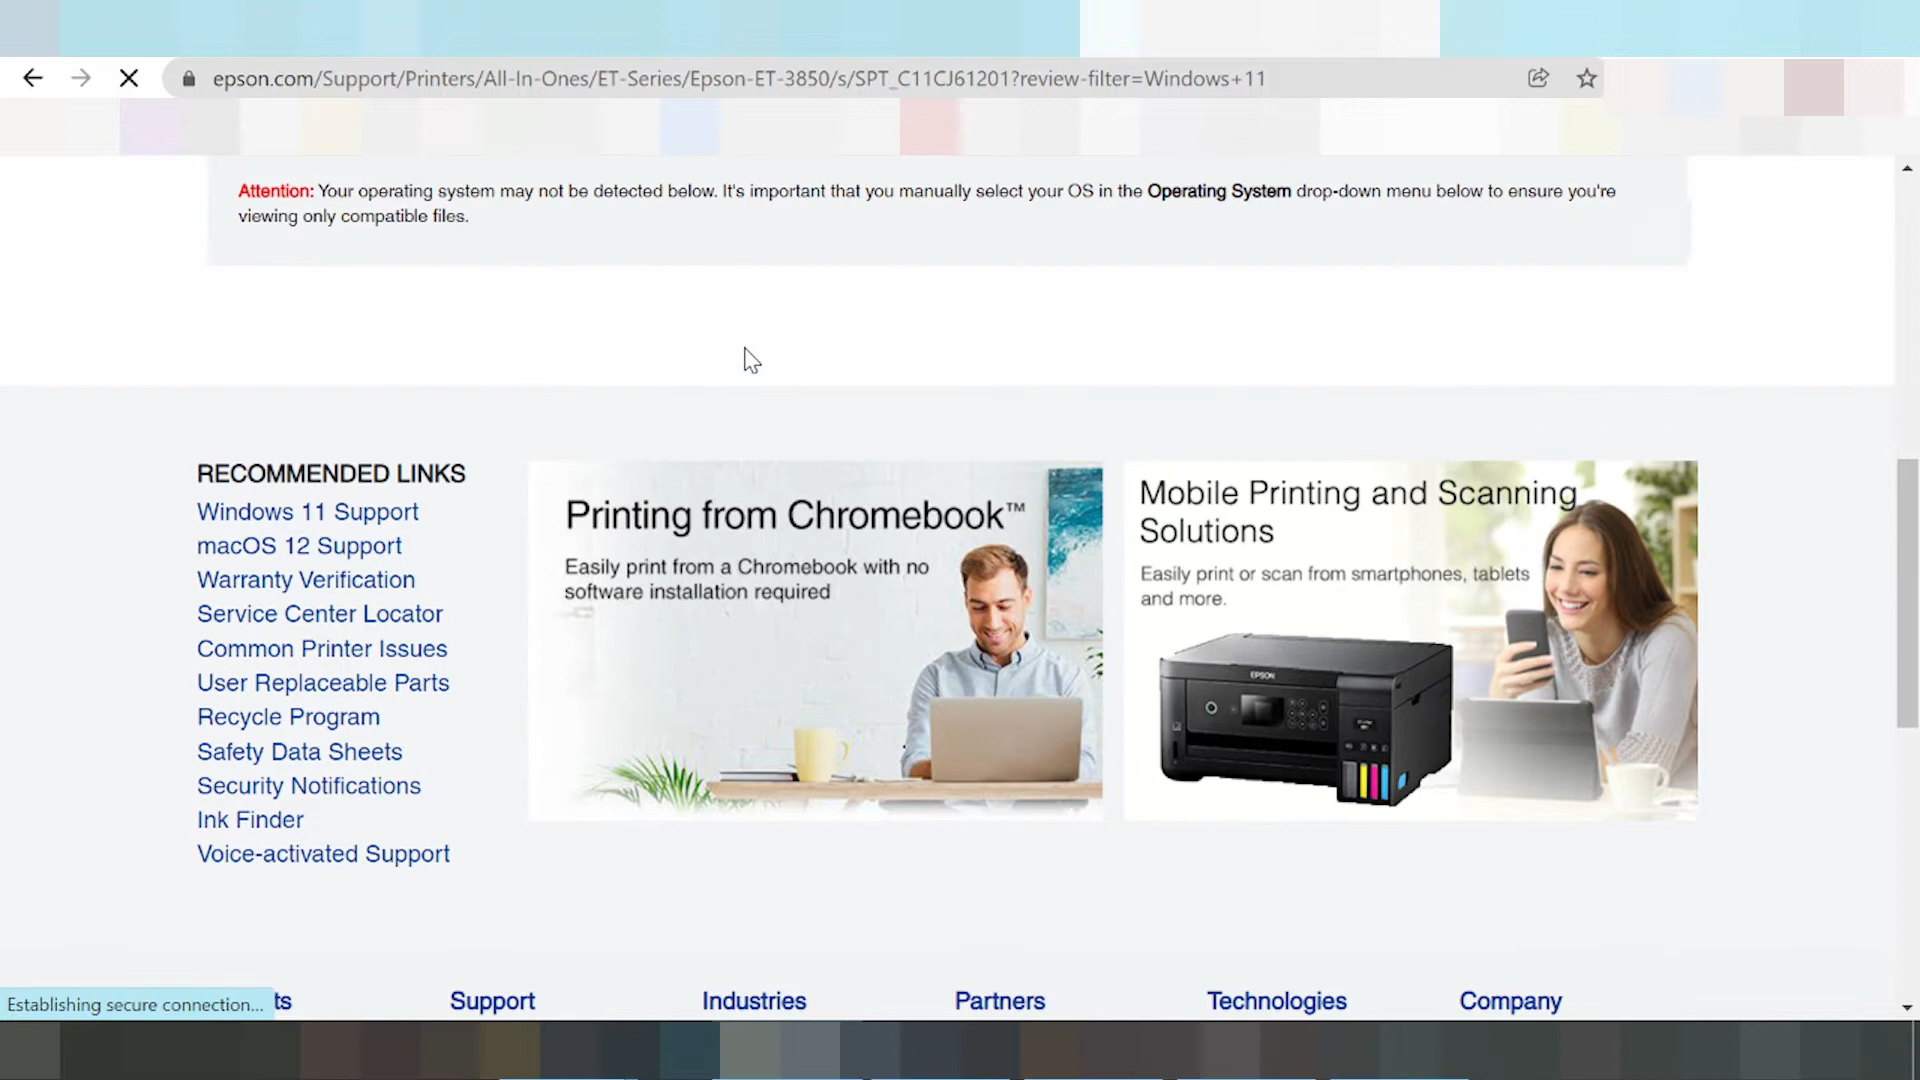 epson.com/Support/Printers/All-In-Ones/ET-Series/Epson-ET-3850/s/SPT_C11CJ61201?review-filter=Windows+11
Attention: Your operating system may not be detected below. It's important that you manually select your OS in the Operating System drop-down menu below to ensure you're
viewing only compatible files.
RECOMMENDED LINKS
Windows 11 Support
macOS 12 Support
Warranty Verification
Service Center Locator
Common Printer Issues
User Replaceable Parts
Recycle Program
Safety Data Sheets
Security Notifications
Ink Finder
Voice-activated Support
Printing from Chromebook™
Easily print from a Chromebook with no
software installation required
Mobile Printing and Scanning
Solutions
Easily print or scan from smartphones, tablets
and more.
EPSON
Establishing secure connection...
ts Support Industries Partners Technologies Company